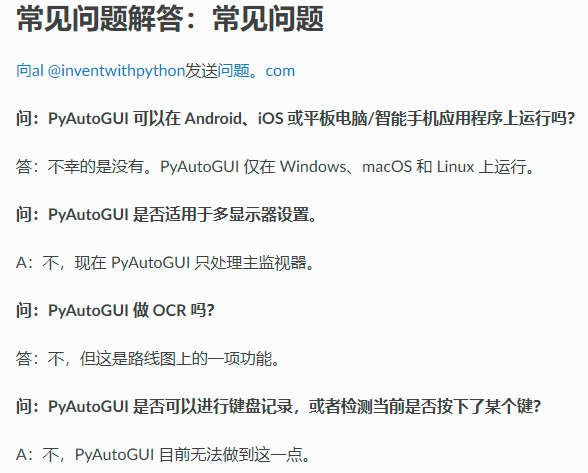 常见问题解答：常见问题
向al @inventwithpython发送问题。com
问：PyAutoGUI 可以在 Android、iOS 或平板电脑/智能手机应用程序上运行吗？
答：不幸的是没有。PyAutoGUI 仅在 Windows、macOS 和 Linux 上运行。
问：PyAutoGUI 是否适用于多显示器设置。
A：不，现在 PyAutoGUI 只处理主监视器。
问：PyAutoGUI 做 OCR 吗？
答：不，但这是路线图上的一项功能。
问：PyAutoGUI 是否可以进行键盘记录，或者检测当前是否按下了某个键？
A：不，PyAutoGUI 目前无法做到这一点。